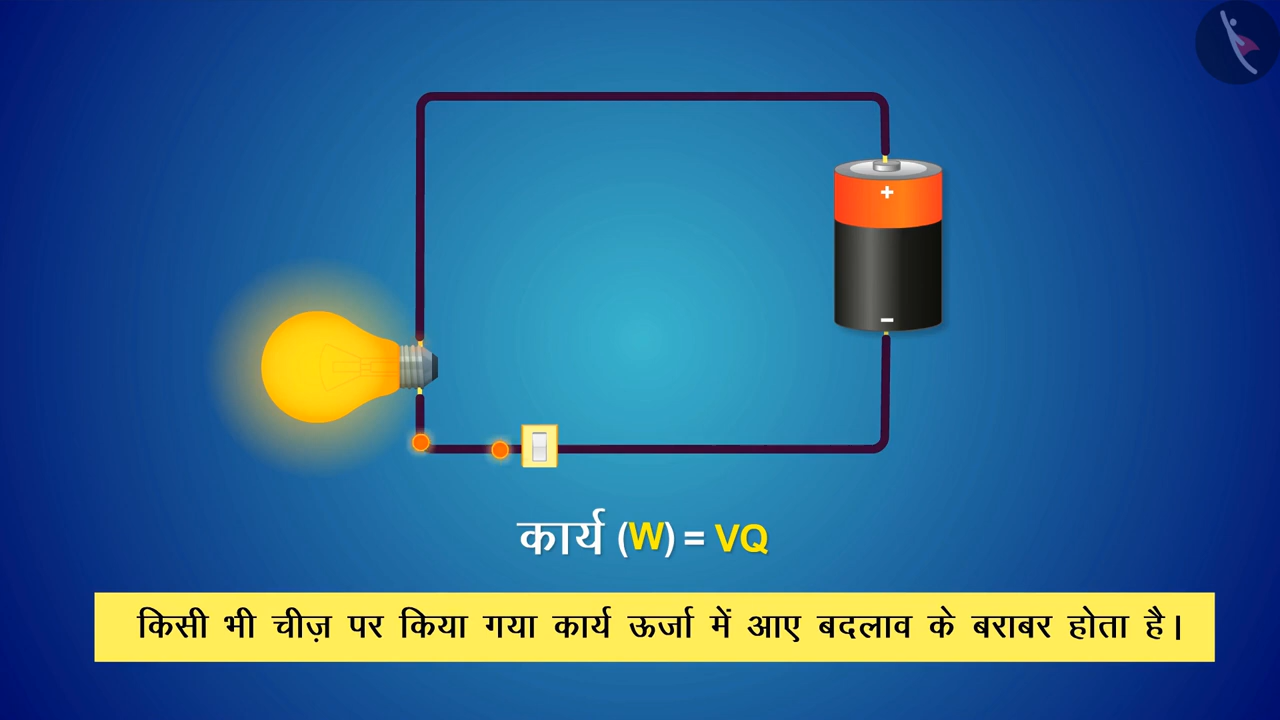 +
−
कार्य (W) = VQ
किसी भी चीज़ पर किया गया कार्य ऊर्जा में आए बदलाव के बराबर होता है।